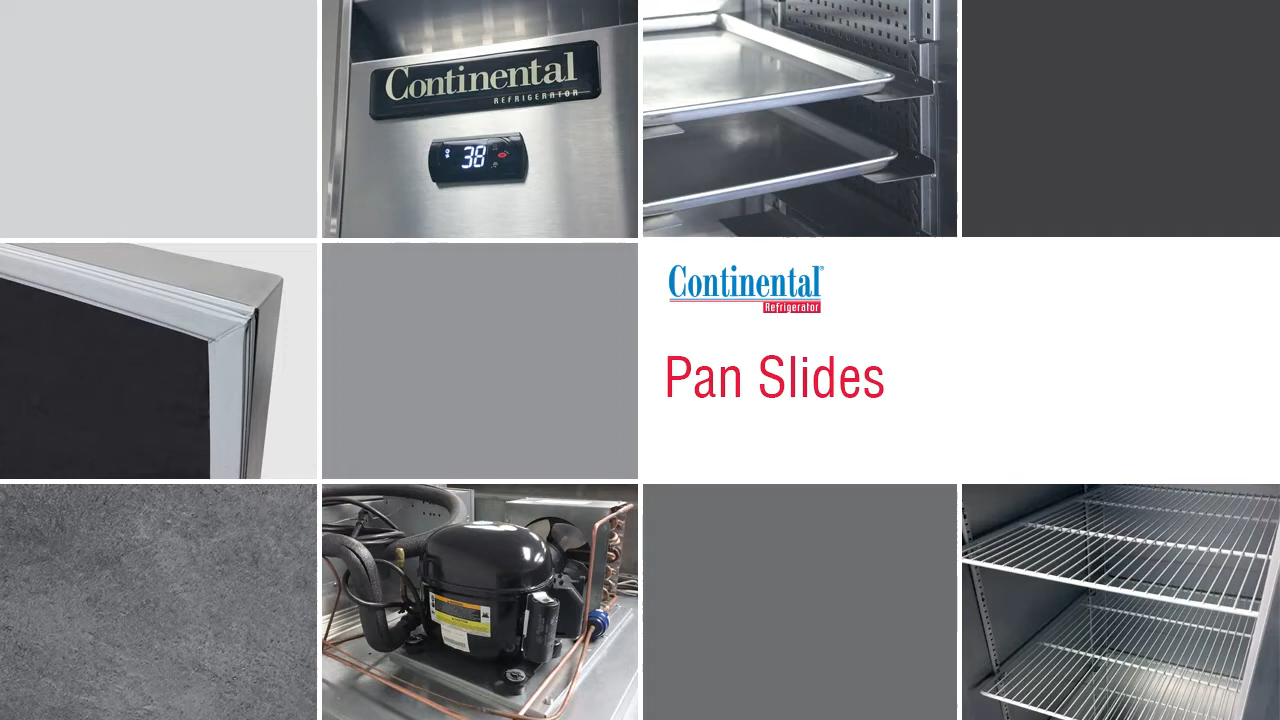 Continental
REFRIGERATOR
38
Continental®
Refrigerator
Pan Slides